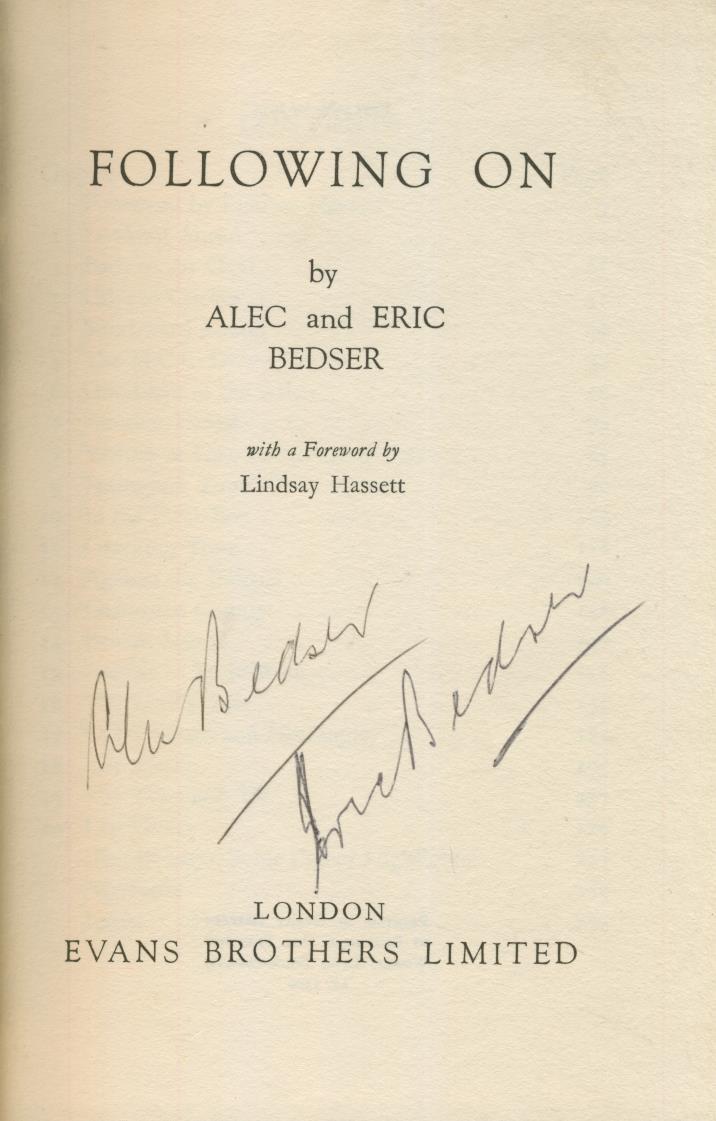 FOLLOWING ON
by
ALEC and ERIC
BEDSER
with a Foreword by
Lindsay Hassett
Alec Bedser
Eric Bedser
LONDON
EVANS BROTHERS LIMITED